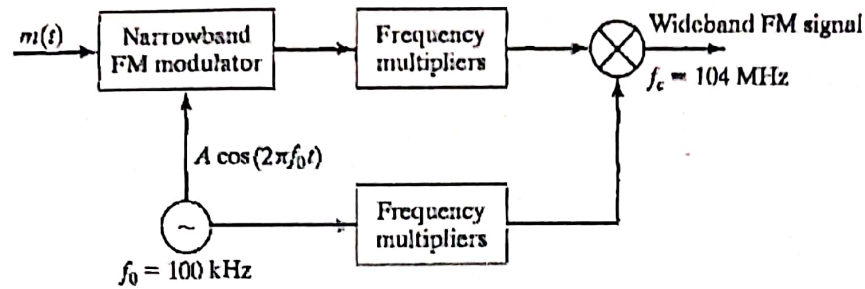 m(t)
Narrowband
FM modulator
Frequency
multipliers
Wideband FM signal
f_c = 104 MHz
A cos(2πf_0t)
~
Frequency
multipliers
f_0 = 100 kHz